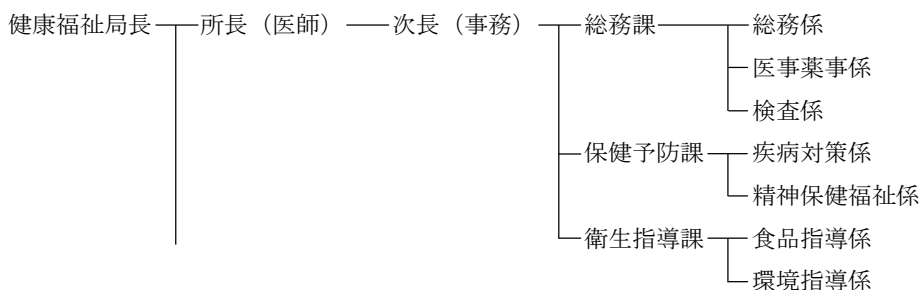 健康福祉局長 所長（医師） 次長（事務） 総務課 総務係
医事薬事係
検査係
保健予防課 疾病対策係
精神保健福祉係
衛生指導課 食品指導係
環境指導係